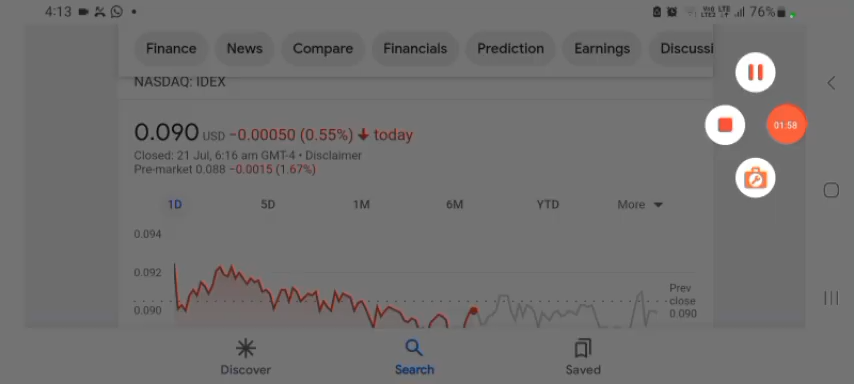 4:13
Voo LTE
LTE2
76%
Finance News Compare Financials Prediction Earnings Discussi
NASDAQ: IDEX
0.090 USD −0.00050 (0.55%) today
Closed: 21 Jul, 6:16 am GMT-4 • Disclaimer
Pre-market 0.088 −0.0015 (1.67%)
1D 5D 1M 6M YTD More
0.094
0.092
0.090
Prev
close
0.090
01:58
Discover Search Saved